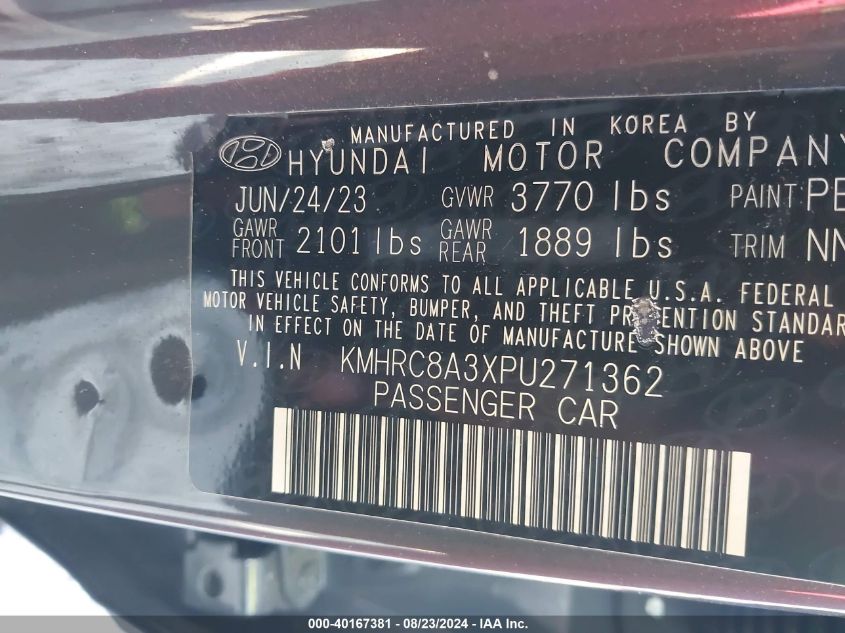 MANUFACTURED IN KOREA BY
HYUNDAI MOTOR COMPANY
JUN/24/23 GVWR 3770 lbs PAINT PE
GAWR FRONT 2101 lbs GAWR REAR 1889 lbs TRIM NN
THIS VEHICLE CONFORMS TO ALL APPLICABLE U.S.A. FEDERAL
MOTOR VEHICLE SAFETY, BUMPER, AND THEFT PREVENTION STANDAR
IN EFFECT ON THE DATE OF MANUFACTURE SHOWN ABOVE
V.I.N KMHRC8A3XPU271362
PASSENGER CAR
000-40167381 - 08/23/2024 - IAA Inc.